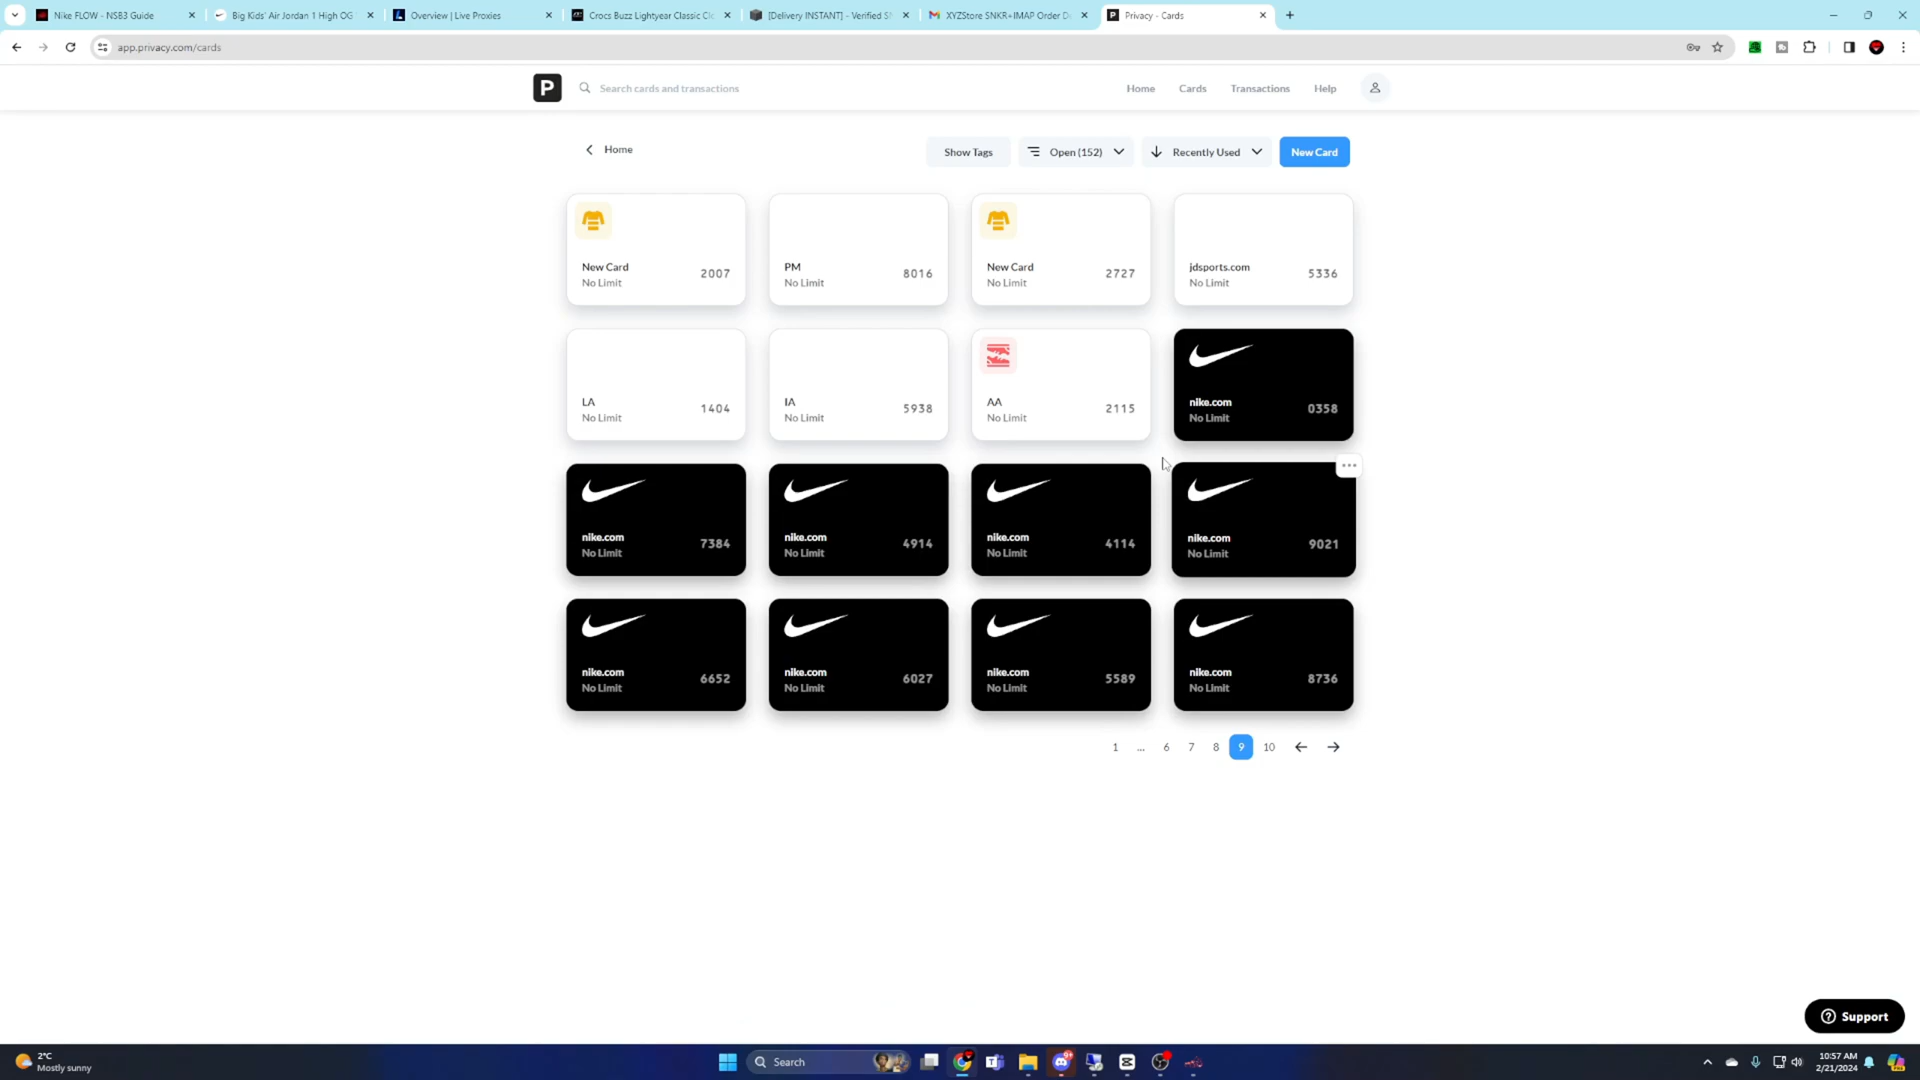 Nike FLOW - NSB3 Guide
Big Kids' Air Jordan 1 High OG
Overview | Live Proxies
Crocs Buzz Lightyear Classic Cl
[Delivery INSTANT] - Verified S
XYZStore SNKR+IMAP Order D
Privacy - Cards
app.privacy.com/cards
P
Search cards and transactions
Home
Cards
Transactions
Help
Home
Show Tags
Open (152)
Recently Used
New Card
New Card
No Limit
2007
PM
No Limit
8016
New Card
No Limit
2727
jdsports.com
No Limit
5336
LA
No Limit
1404
IA
No Limit
5938
AA
No Limit
2115
nike.com
No Limit
0358
nike.com
No Limit
7384
nike.com
No Limit
4914
nike.com
No Limit
4114
nike.com
No Limit
9021
nike.com
No Limit
6652
nike.com
No Limit
6027
nike.com
No Limit
5589
nike.com
No Limit
8736
1 ... 6 7 8 9 10
Support
2°C
Mostly sunny
Search
10:57 AM
2/21/2024